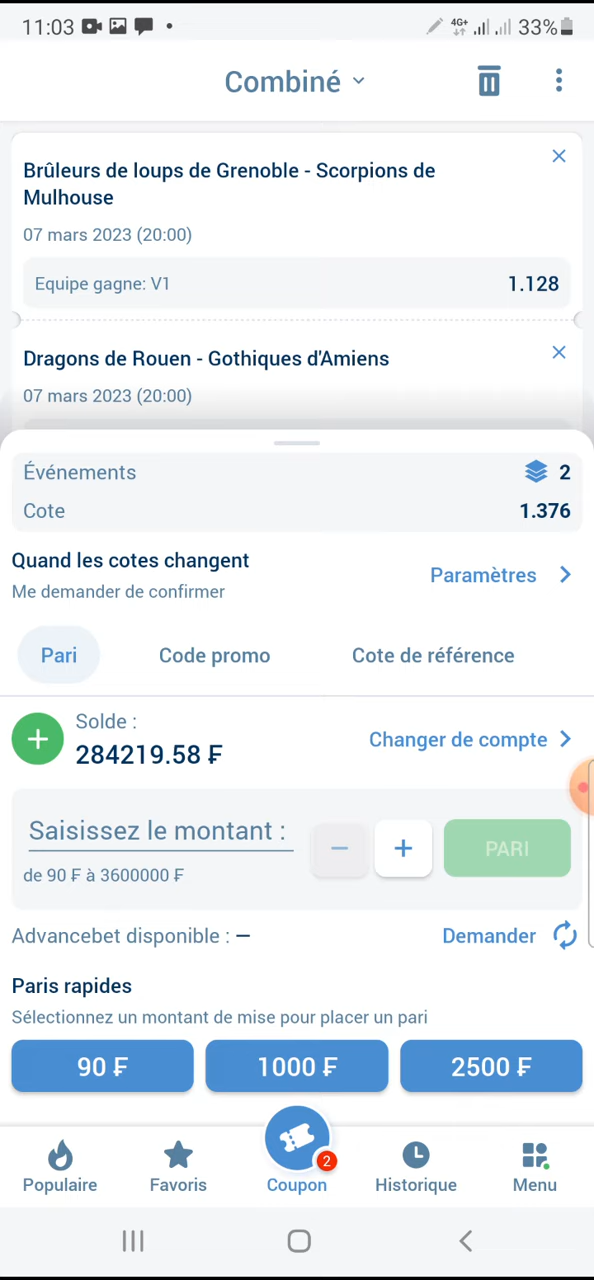 11:03
4G+
33%
Combiné
Brûleurs de loups de Grenoble - Scorpions de
Mulhouse
07 mars 2023 (20:00)
Equipe gagne: V1
1.128
Dragons de Rouen - Gothiques d'Amiens
07 mars 2023 (20:00)
Événements
2
Cote
1.376
Quand les cotes changent
Me demander de confirmer
Paramètres
Pari
Code promo
Cote de référence
Solde :
284219.58 ₣
Changer de compte
Saisissez le montant :
de 90 ₣ à 3600000 ₣
PARI
Advancebet disponible : —
Demander
Paris rapides
Sélectionnez un montant de mise pour placer un pari
90 ₣
1000 ₣
2500 ₣
2
Populaire
Favoris
Coupon
Historique
Menu